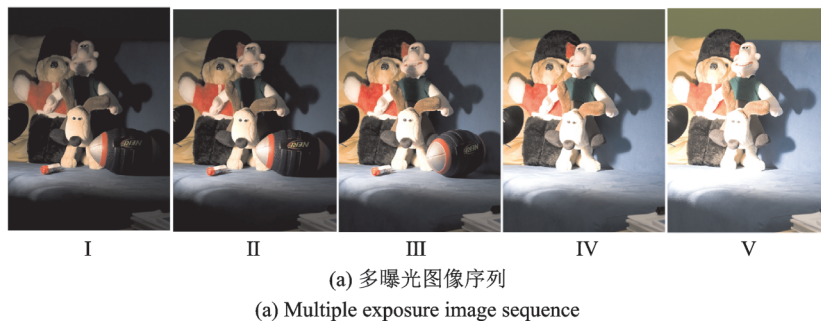 I II III IV V
(a) 多曝光图像序列
(a) Multiple exposure image sequence